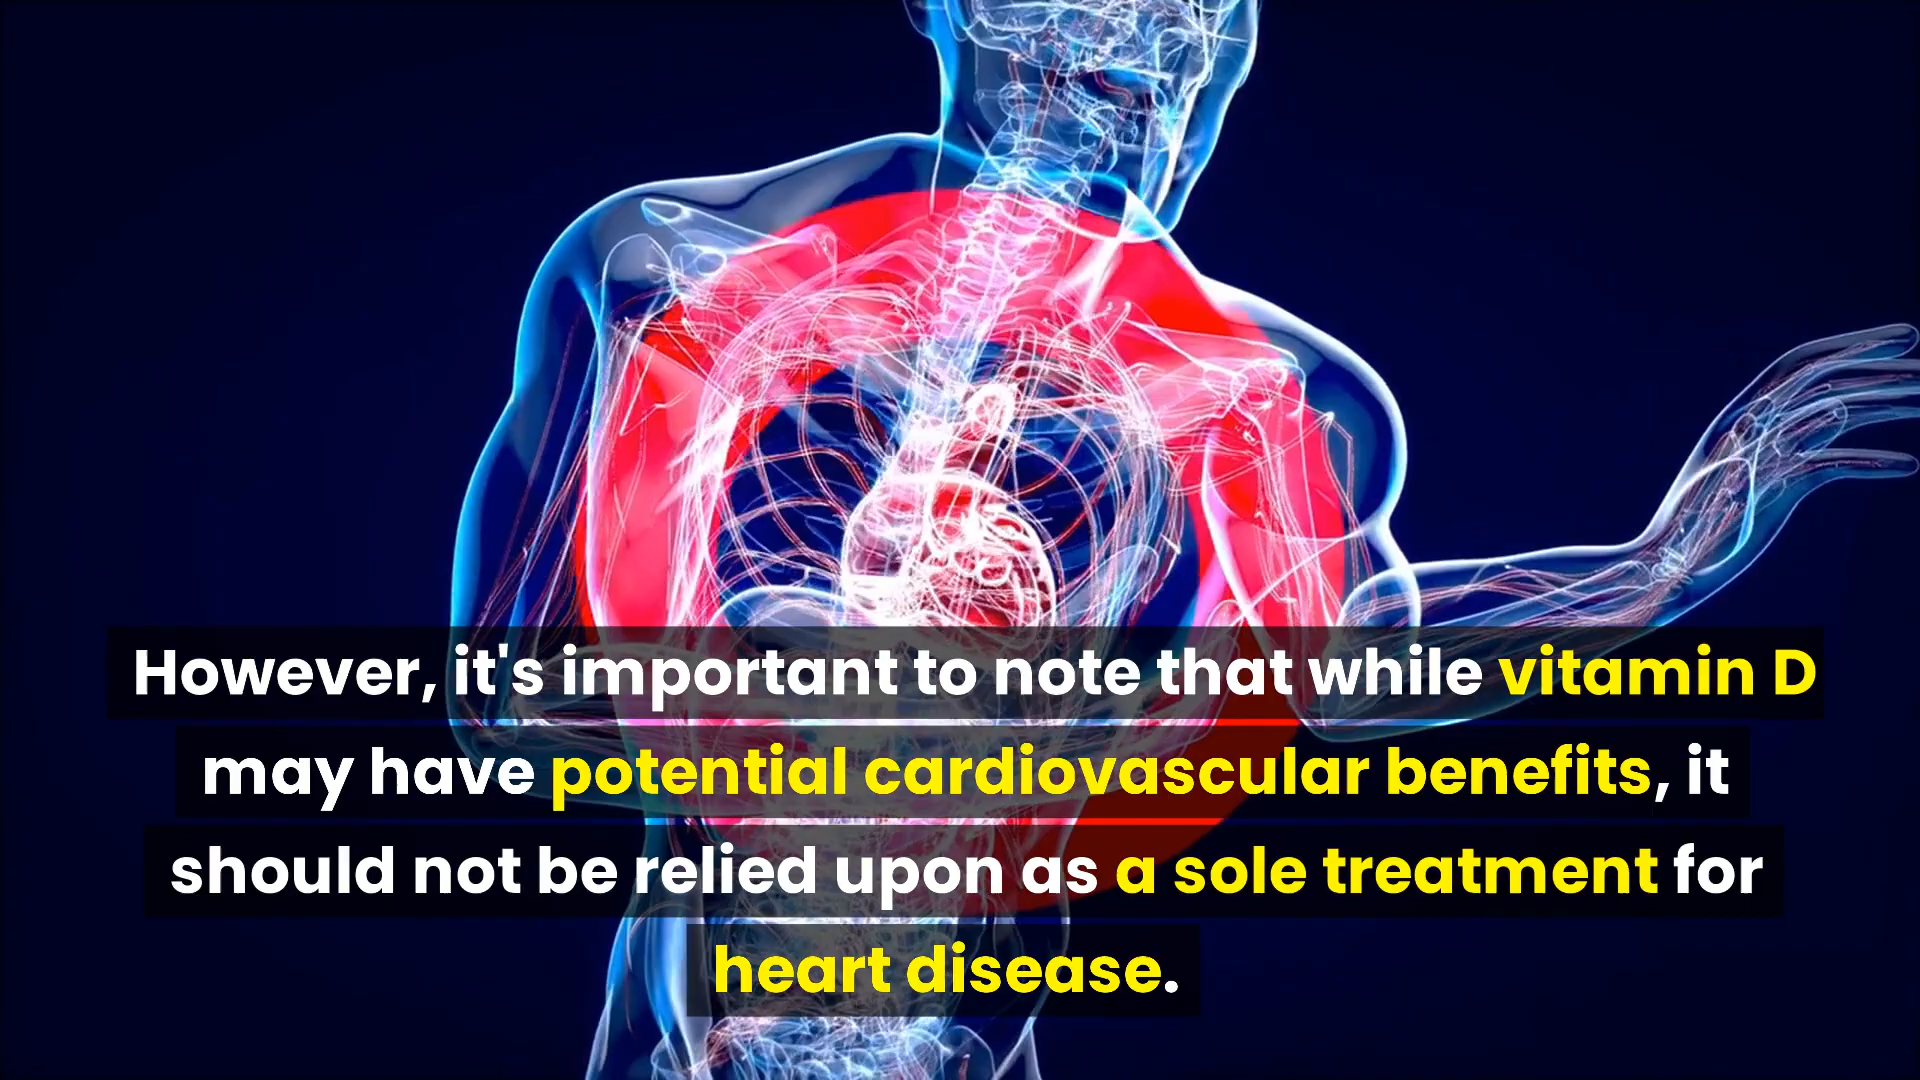 However, it's important to note that while vitamin D
may have potential cardiovascular benefits, it
should not be relied upon as a sole treatment for
heart disease.